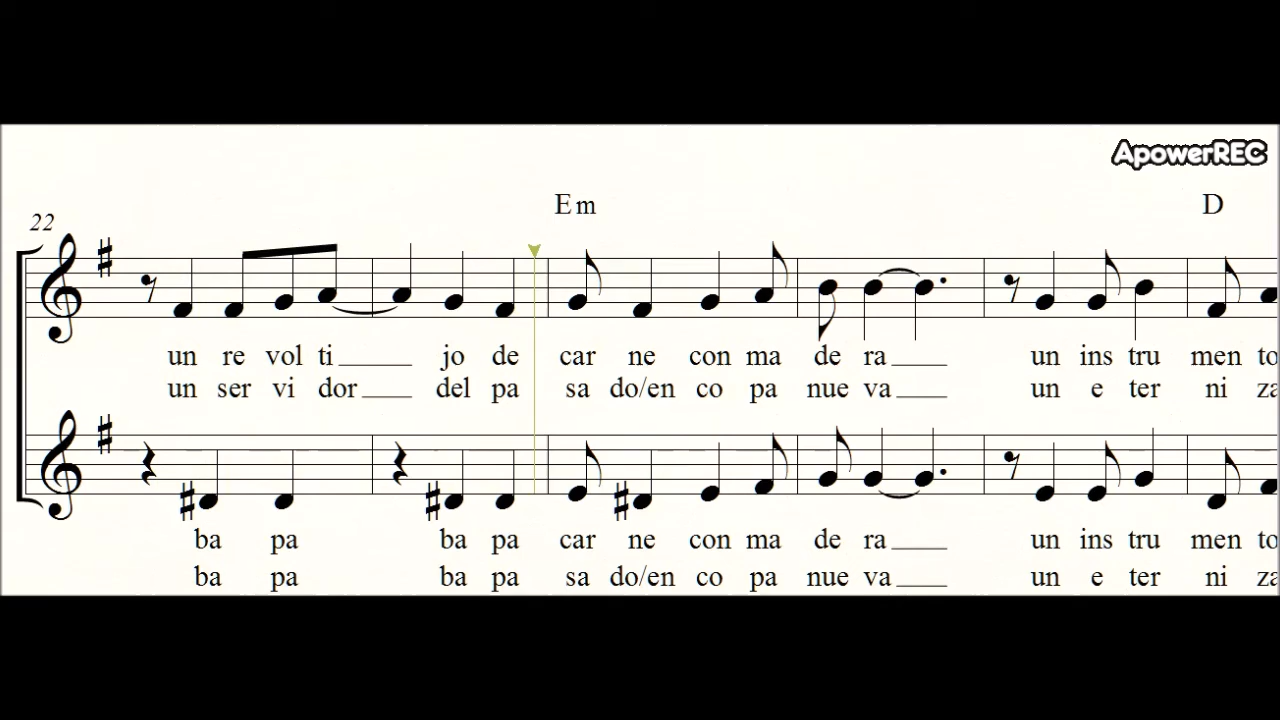 ApowerREC
Em D
22
un re vol ti jo de car ne con ma de ra un ins tru men to
un ser vi dor del pa sa do/en co pa nue va un e ter ni za
ba pa ba pa car ne con ma de ra un ins tru men to
ba pa ba pa sa do/en co pa nue va un e ter ni za